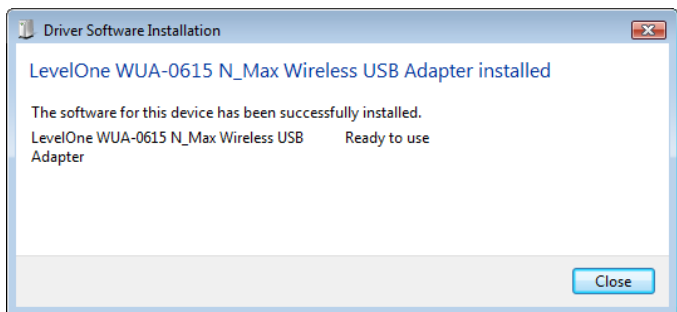 Driver Software Installation
LevelOne WUA-0615 N_Max Wireless USB Adapter installed
The software for this device has been successfully installed.
LevelOne WUA-0615 N_Max Wireless USB Ready to use
Adapter
Close